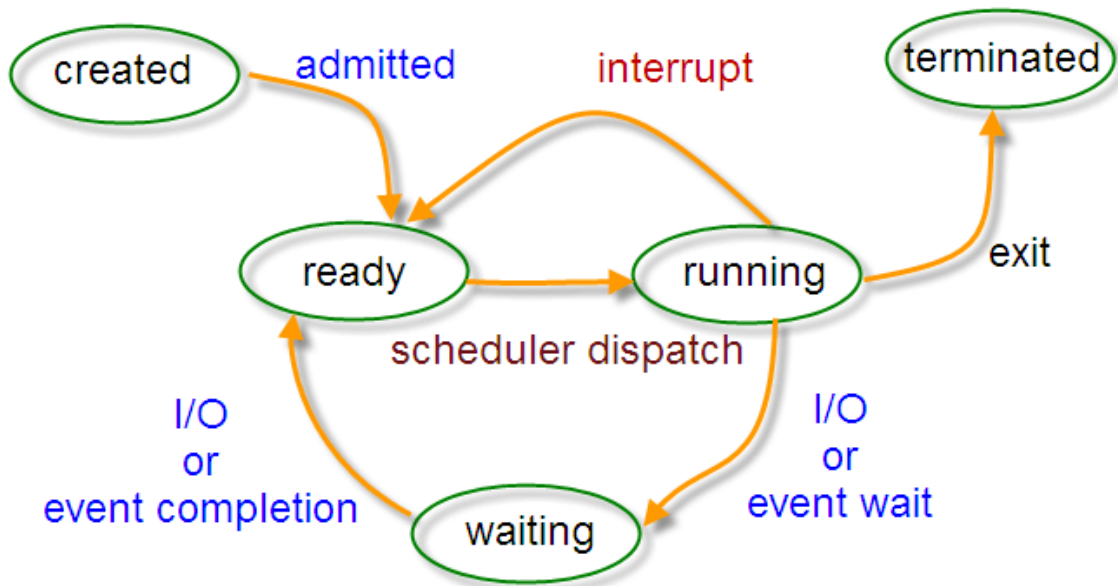 created
admitted
interrupt
terminated
ready
running
exit
scheduler dispatch
I/O
or
event completion
I/O
or
event wait
waiting